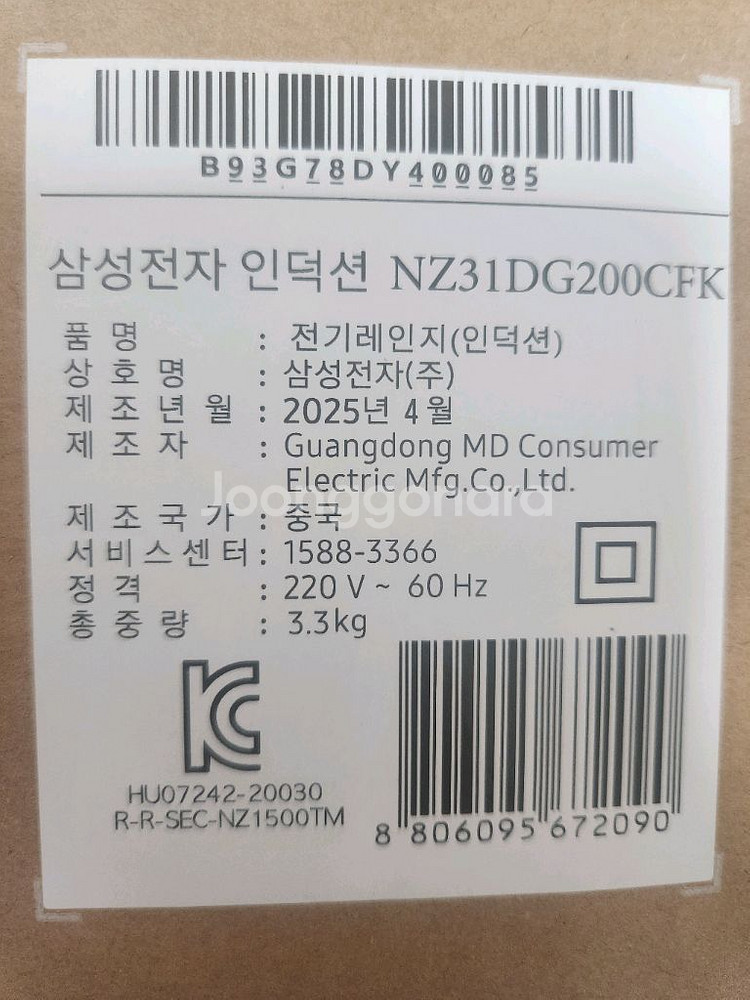 B93G78DY400085
삼성전자 인덕션 NZ31DG200CFK
품 명 : 전기레인지(인덕션)
상 호 명 : 삼성전자(주)
제 조 년 월 : 2025년 4월
제 조 자 : Guangdong MD Consumer
Electric Mfg.Co.,Ltd.
Joonggonara
제 조 국 가 : 중국
서비스센터 : 1588-3366
정 격 : 220 V ~ 60 Hz
총 중 량 : 3.3kg
HU07242-20030
R-R-SEC-NZ1500TM
8 806095 672090